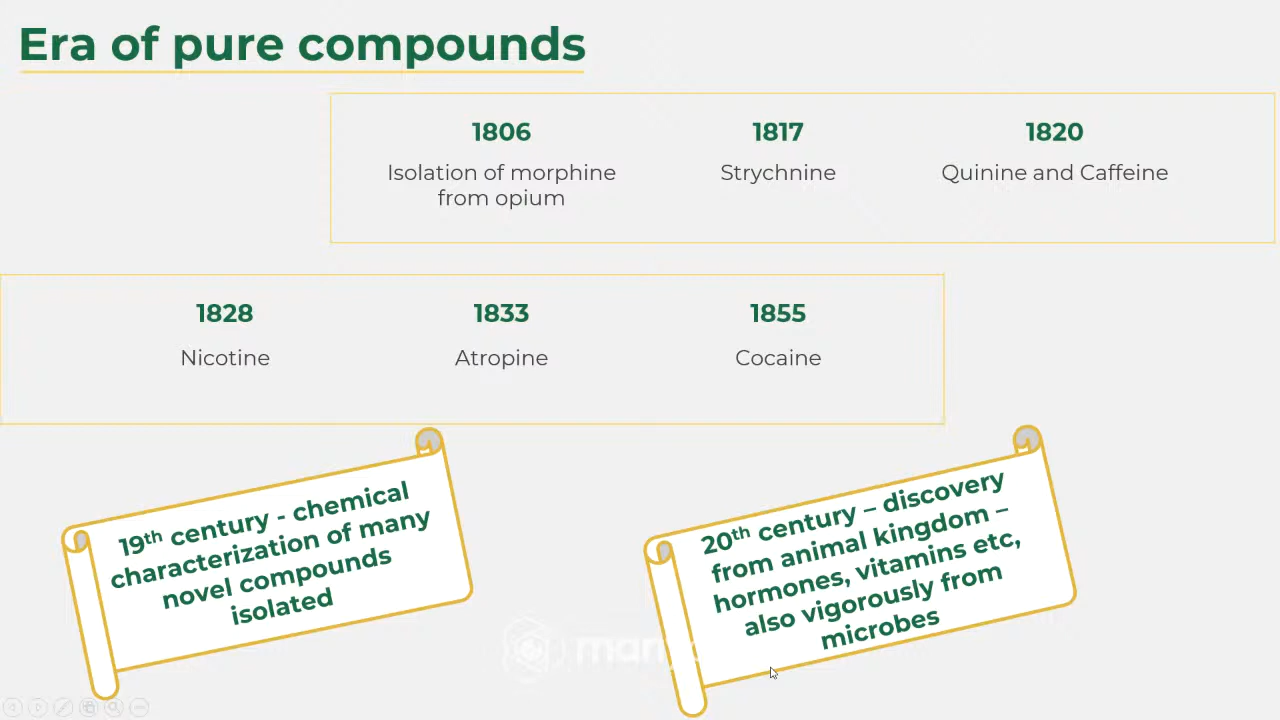 Era of pure compounds
1806
Isolation of morphine
from opium
1817
Strychnine
1820
Quinine and Caffeine
1828
Nicotine
1833
Atropine
1855
Cocaine
19th century - chemical
characterization of many
novel compounds
isolated
20th century – discovery
from animal kingdom –
hormones, vitamins etc,
also vigorously from
microbes